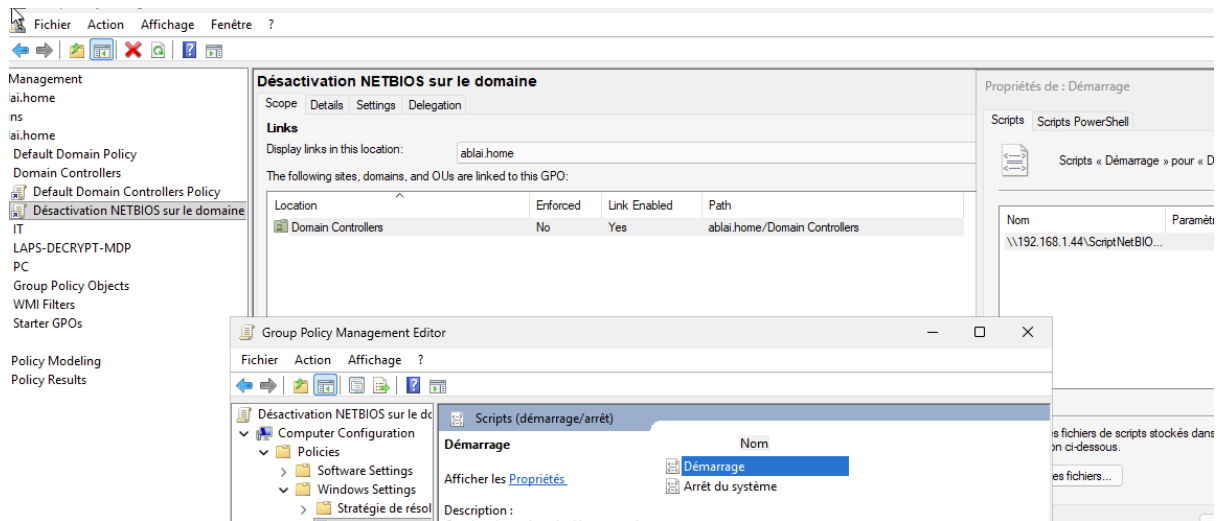 Fichier Action Affichage Fenêtre ?
Management
ai.home
ns
ai.home
Default Domain Policy
Domain Controllers
Default Domain Controllers Policy
Désactivation NETBIOS sur le domaine
IT
LAPS-DECRYPT-MDP
PC
Group Policy Objects
WMI Filters
Starter GPOs
Policy Modeling
Policy Results
Désactivation NETBIOS sur le domaine
Scope Details Settings Delegation
Links
Display links in this location: ablai.home
The following sites, domains, and OUs are linked to this GPO:
Location Enforced Link Enabled Path
Domain Controllers No Yes ablai.home/Domain Controllers
Propriétés de : Démarrage
Scripts Scripts PowerShell
Scripts « Démarrage » pour « D
Nom Paramèt
\\192.168.1.44\ScriptNetBIO...
s fichiers de scripts stockés dans
on ci-dessous.
es fichiers...
Group Policy Management Editor
Fichier Action Affichage ?
Désactivation NETBIOS sur le do
Computer Configuration
Policies
Software Settings
Windows Settings
Stratégie de résol
Scripts (démarrage/arrêt)
Démarrage
Afficher les Propriétés
Description :
Nom
Démarrage
Arrêt du système